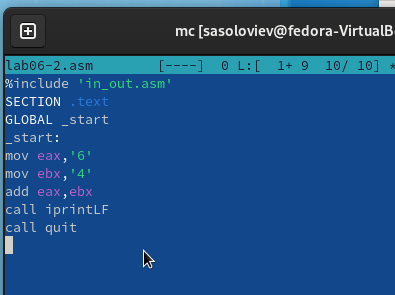 mc [sasoloviev@fedora-VirtualB
lab06-2.asm [----] 0 L:[ 1+ 9 10/ 10] *
%include 'in_out.asm'
SECTION .text
GLOBAL _start
_start:
mov eax,'6'
mov ebx,'4'
add eax,ebx
call iprintLF
call quit